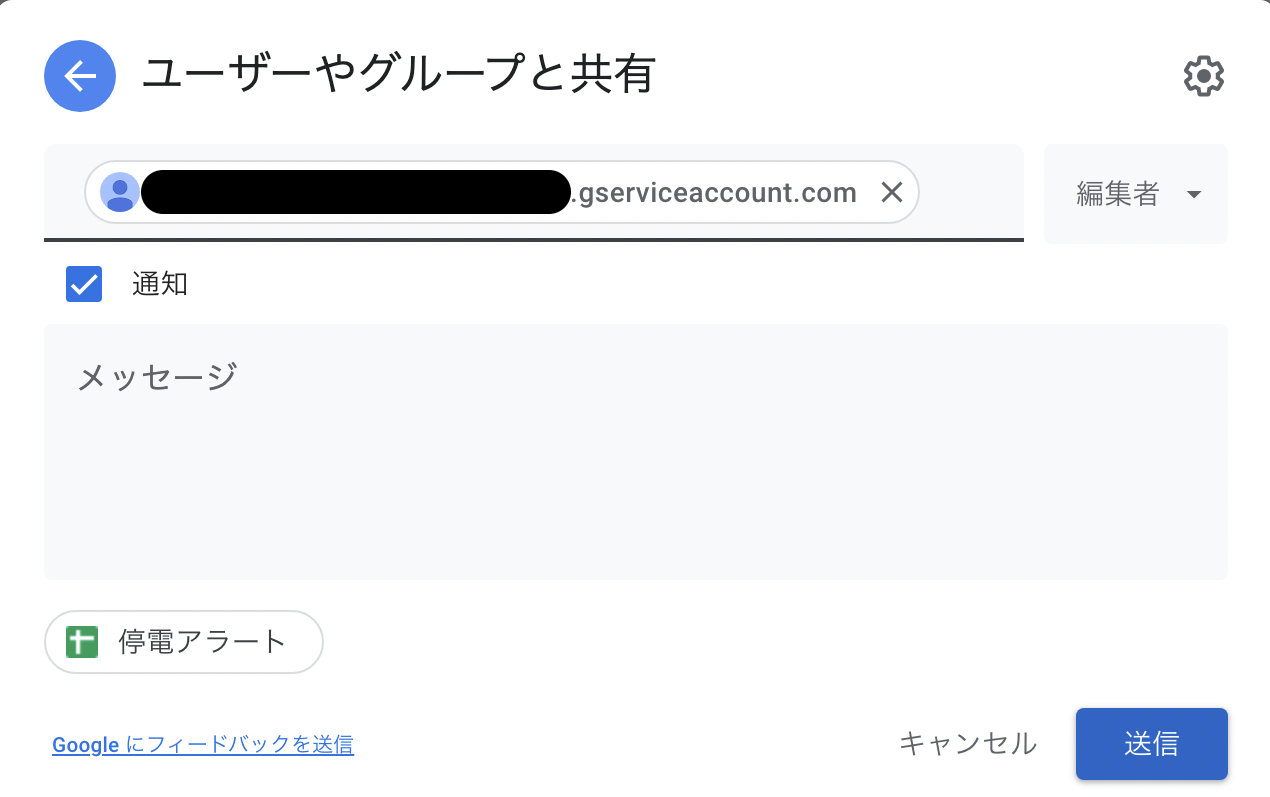 ユーザーやグループと共有
.gserviceaccount.com
編集者
通知
メッセージ
停電アラート
Google にフィードバックを送信
キャンセル
送信